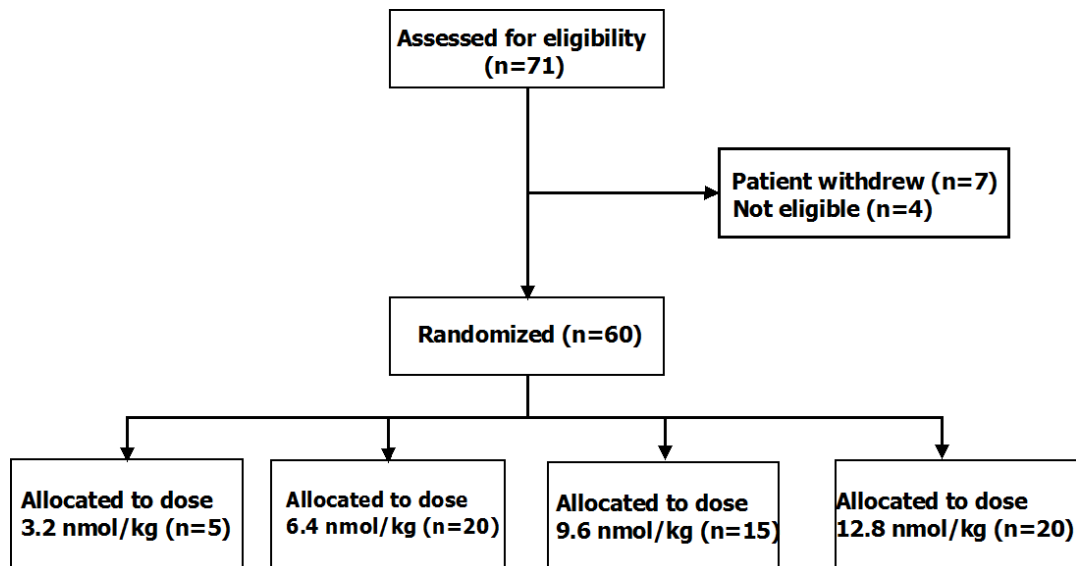 Assessed for eligibility
(n=71)
Patient withdrew (n=7)
Not eligible (n=4)
Randomized (n=60)
Allocated to dose
3.2 nmol/kg (n=5)
Allocated to dose
6.4 nmol/kg (n=20)
Allocated to dose
9.6 nmol/kg (n=15)
Allocated to dose
12.8 nmol/kg (n=20)